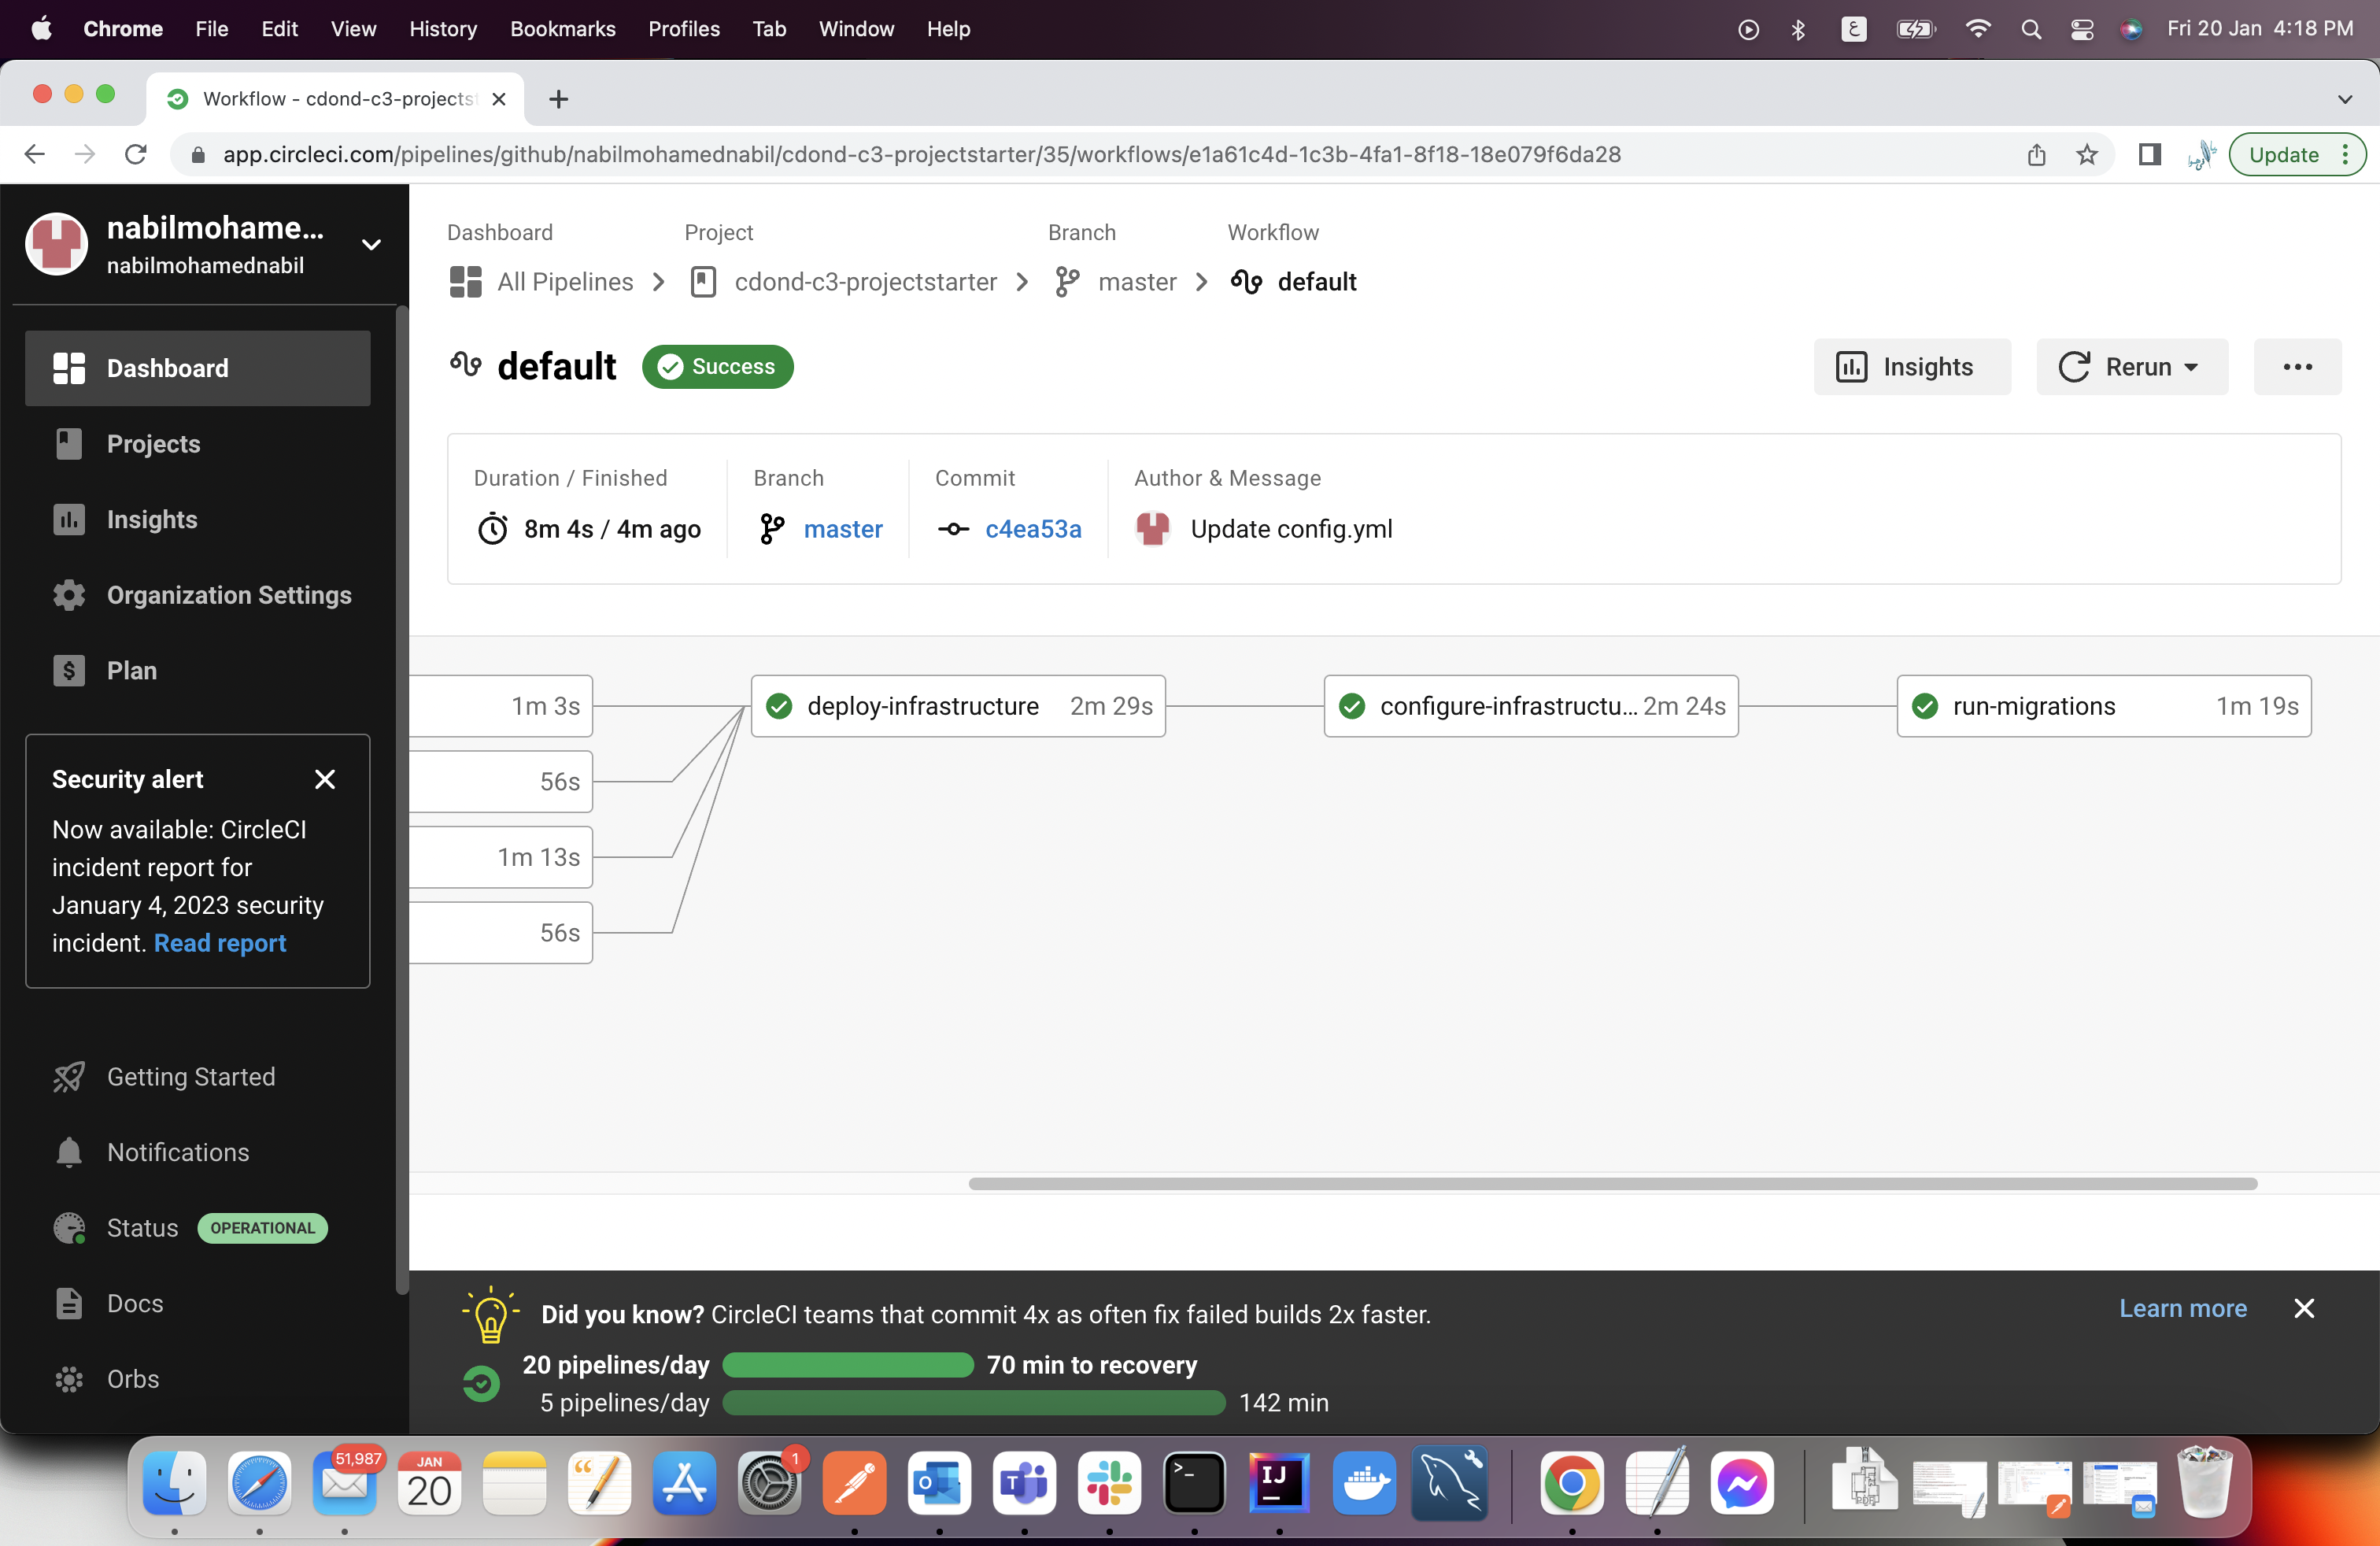 Chrome File Edit View History Bookmarks Profiles Tab Window Help ع Fri 20 Jan 4:18 PM
Workflow - cdond-c3-projects
app.circleci.com/pipelines/github/nabilmohamednabil/cdond-c3-projectstarter/35/workflows/e1a61c4d-1c3b-4fa1-8f18-18e079f6da28 Update
nabilmohame...
nabilmohamednabil
Dashboard
Projects
Insights
Organization Settings
Plan
Security alert
Now available: CircleCI
incident report for
January 4, 2023 security
incident. Read report
Getting Started
Notifications
Status OPERATIONAL
Docs
Orbs
Dashboard Project Branch Workflow
All Pipelines cdond-c3-projectstarter master default
default Success Insights Rerun
Duration / Finished Branch Commit Author & Message
8m 4s / 4m ago master c4ea53a Update config.yml
1m 3s deploy-infrastructure 2m 29s configure-infrastructu... 2m 24s run-migrations 1m 19s
56s
1m 13s
56s
Did you know? CircleCI teams that commit 4x as often fix failed builds 2x faster. Learn more
20 pipelines/day 70 min to recovery
5 pipelines/day 142 min
51,987 JAN 1
20 IJ